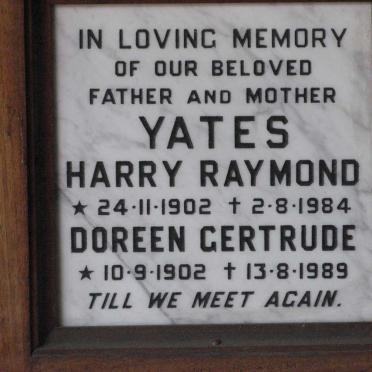 IN LOVING MEMORY
OF OUR BELOVED
FATHER AND MOTHER
YATES
HARRY RAYMOND
★ 24·11·1902 † 2·8·1984
DOREEN GERTRUDE
★ 10·9·1902 † 13·8·1989
TILL WE MEET AGAIN.